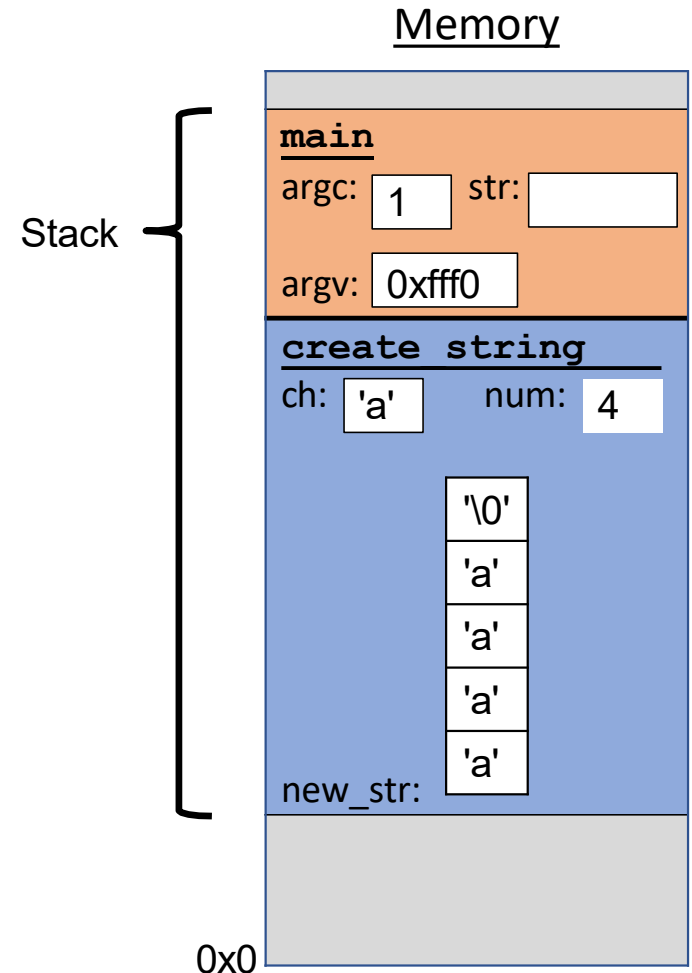 Memory
main
argc: 1 str:
Stack
argv: 0xfff0
create string
ch: 'a' num: 4
'\0'
'a'
'a'
'a'
'a'
new_str:
0x0